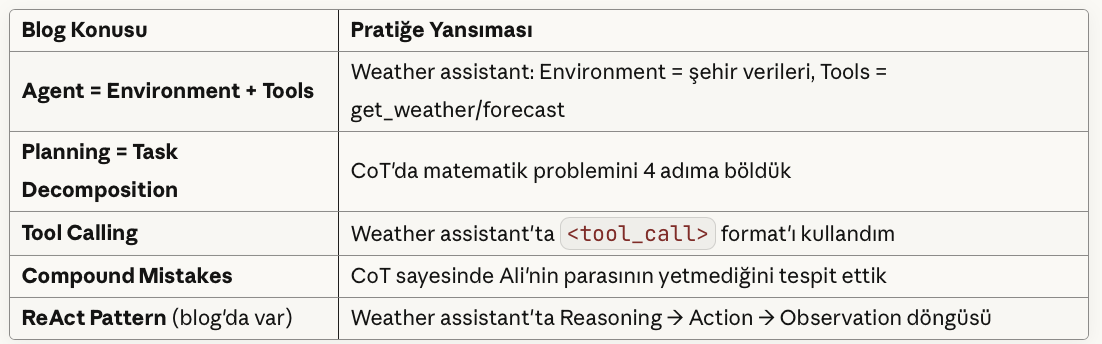 Blog Konusu
Pratiğe Yansıması
Agent = Environment + Tools
Weather assistant: Environment = şehir verileri, Tools =
get_weather/forecast
Planning = Task
Decomposition
CoT'da matematik problemini 4 adıma böldük
Tool Calling
Weather assistant'ta <tool_call> format'ı kullandım
Compound Mistakes
CoT sayesinde Ali'nin parasının yetmediğini tespit ettik
ReAct Pattern (blog'da var)
Weather assistant'ta Reasoning → Action → Observation döngüsü